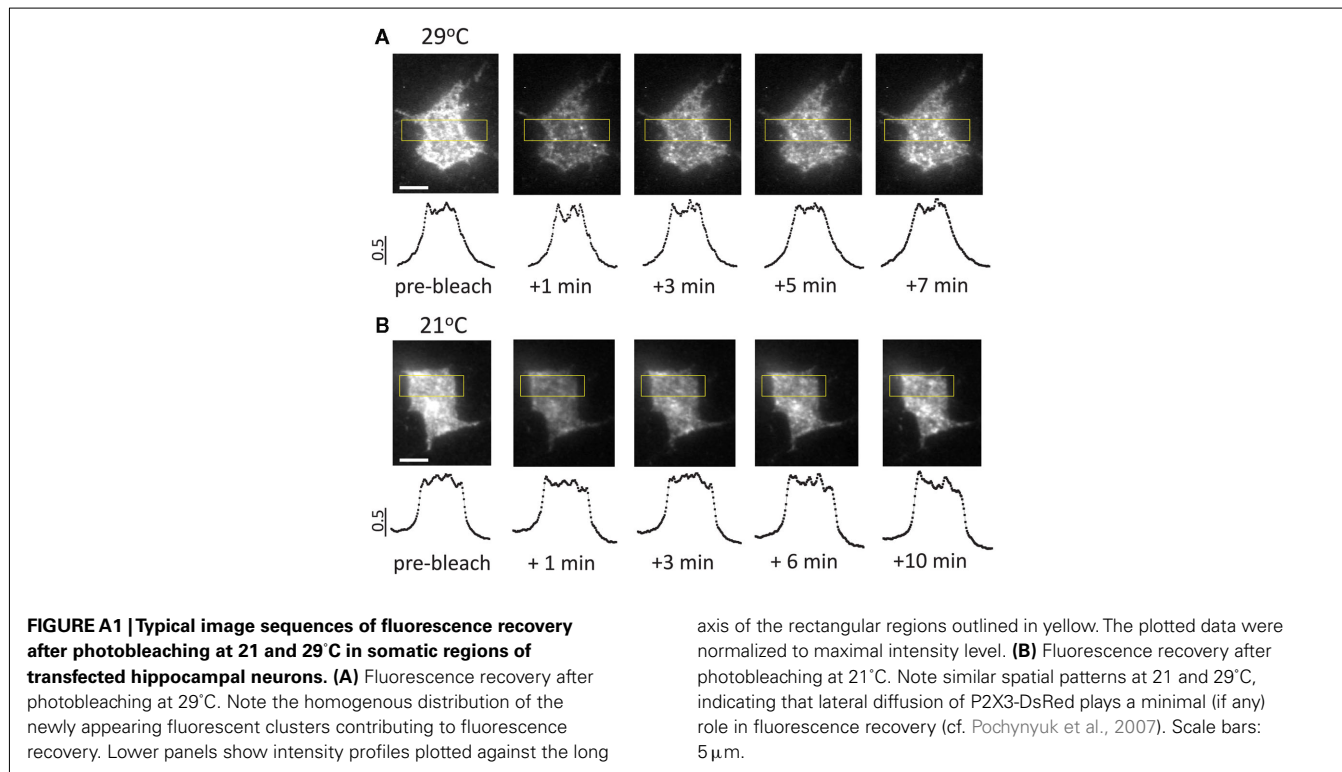 A
29°C
0.5
pre-bleach
+1 min
+3 min
+5 min
+7 min
B
21°C
0.5
pre-bleach
+ 1 min
+3 min
+ 6 min
+10 min
FIGURE A1 | Typical image sequences of fluorescence recovery
after photobleaching at 21 and 29°C in somatic regions of
transfected hippocampal neurons. (A) Fluorescence recovery after
photobleaching at 29°C. Note the homogenous distribution of the
newly appearing fluorescent clusters contributing to fluorescence
recovery. Lower panels show intensity profiles plotted against the long
axis of the rectangular regions outlined in yellow. The plotted data were
normalized to maximal intensity level. (B) Fluorescence recovery after
photobleaching at 21°C. Note similar spatial patterns at 21 and 29°C,
indicating that lateral diffusion of P2X3-DsRed plays a minimal (if any)
role in fluorescence recovery (cf. Pochynyuk et al., 2007). Scale bars:
5 μm.